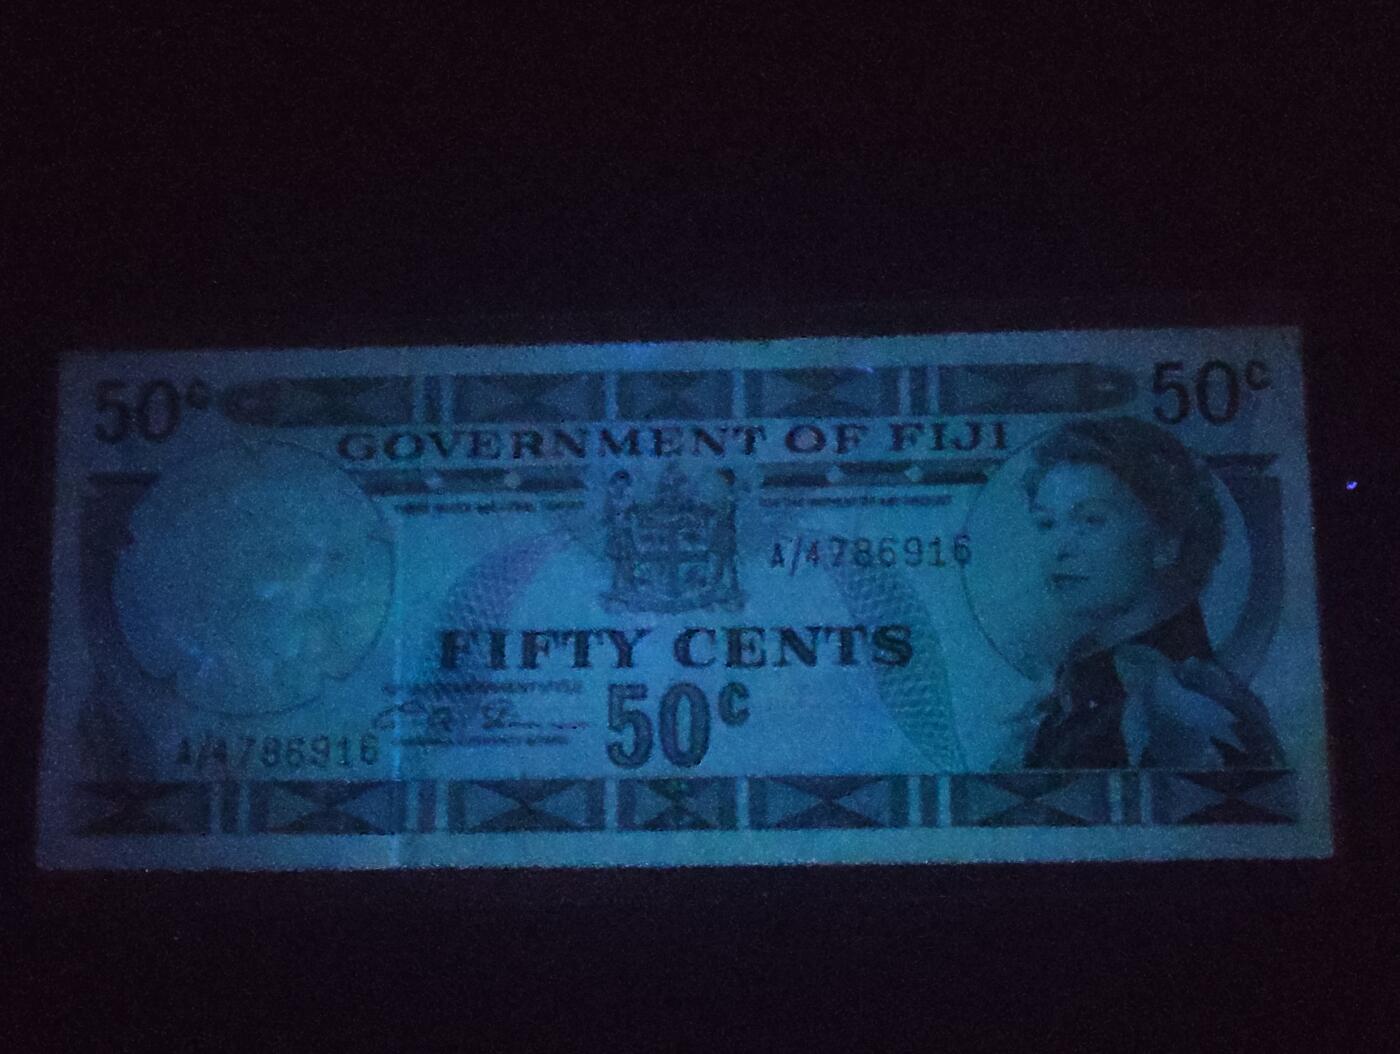 50c
50c
GOVERNMENT OF FIJI
A/4786916
FIFTY CENTS
50c
A/4786916